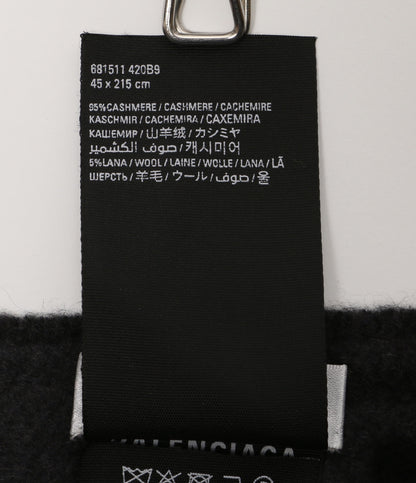 681511 420B9
45 x 215 cm
95%CASHMERE / CASHMERE / CACHEMIRE
KASCHMIR / CACHEMIRA / CAXEMIRA
КАШЕМИР / 山羊绒 / カシミヤ
صوف الكشمير / 캐시미어 /
5%LANA / WOOL / LAINE / WOLLE / LANA / LÃ
ШЕРСТЬ / 羊毛 / ウール / صوف / 울
BALENCIAGA